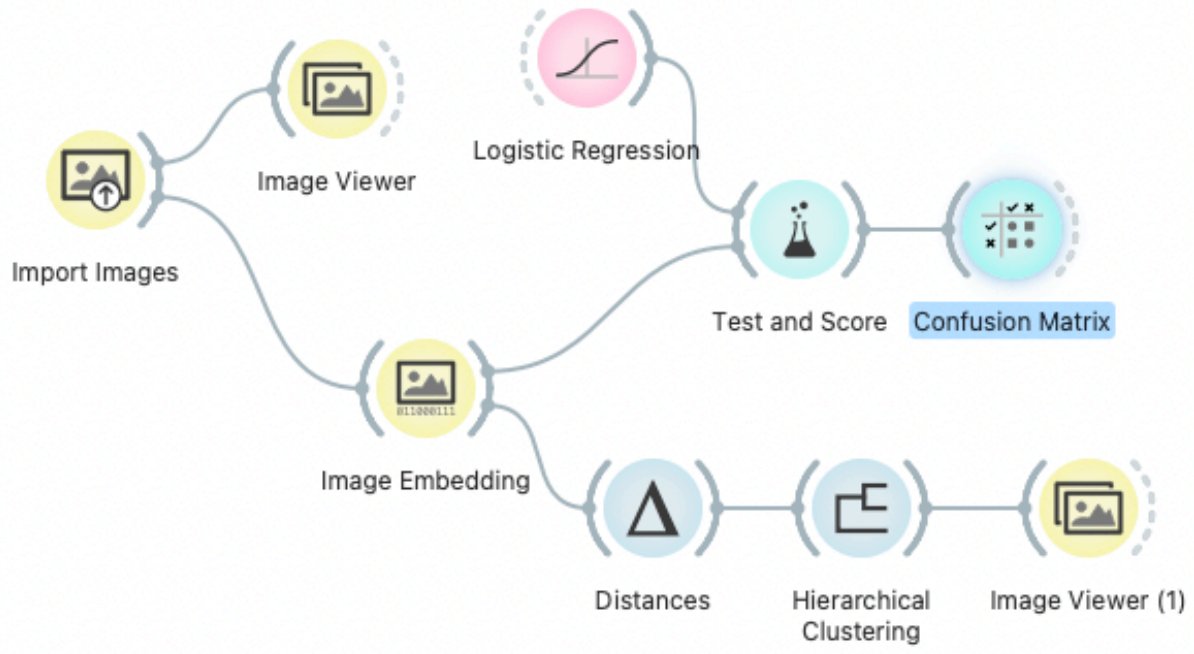 Logistic Regression
Image Viewer
Import Images
Test and Score
Confusion Matrix
011000111
Image Embedding
Distances
Hierarchical
Clustering
Image Viewer (1)